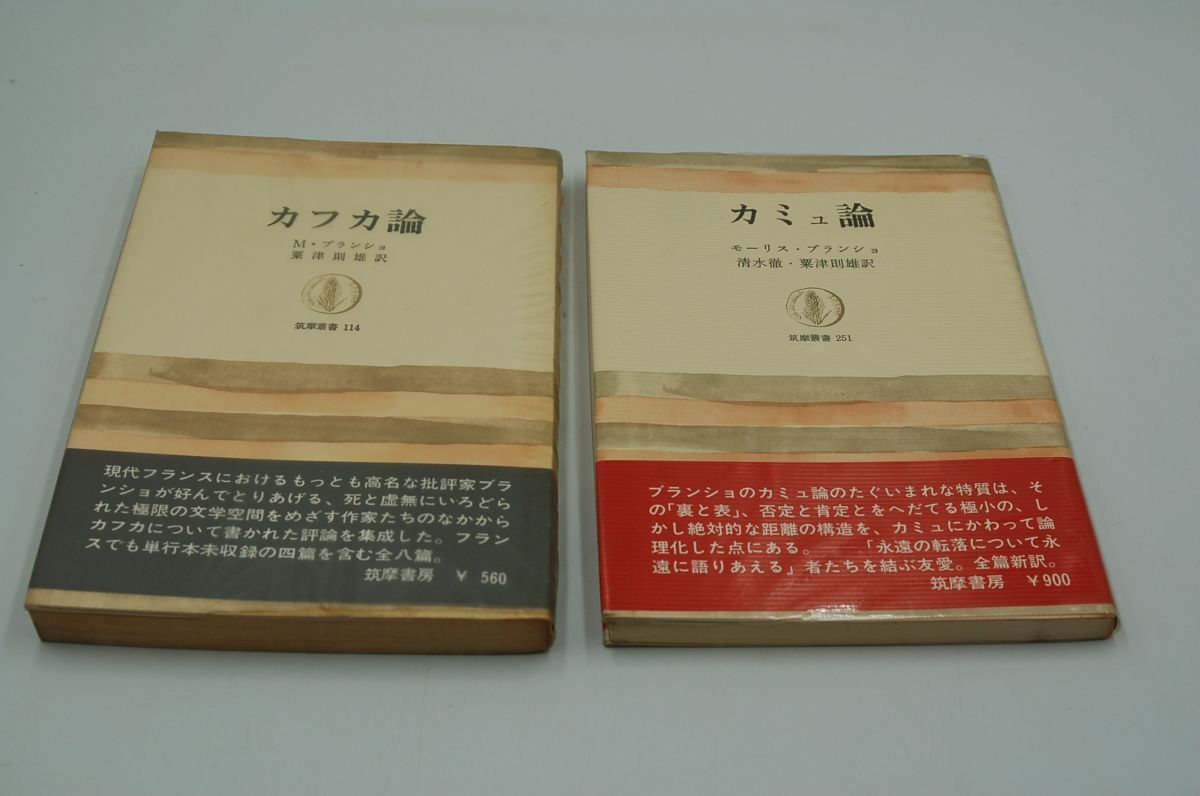 カフカ論
M・ブランショ
粟津則雄訳
筑摩叢書 114
現代フランスにおけるもっとも高名な批評家ブラ
ンショが好んでとりあげる、死と虚無にいろどら
れた極限の文学空間をめざす作家たちのなかから
カフカについて書かれた評論を集成した。フラン
スでも単行本未収録の四篇を含む全八篇。
筑摩書房 ¥ 560
カミュ論
モーリス・ブランショ
清水徹・粟津則雄訳
筑摩叢書 251
ブランショのカミュ論のたぐいまれな特質は、そ
の「裏と表」、否定と肯定とをへだてる極小の、し
かし絶対的な距離の構造を、カミュにかわって論
理化した点にある。 「永遠の転落について永
遠に語りあえる」者たちを結ぶ友愛。全篇新訳。
筑摩書房 ¥900